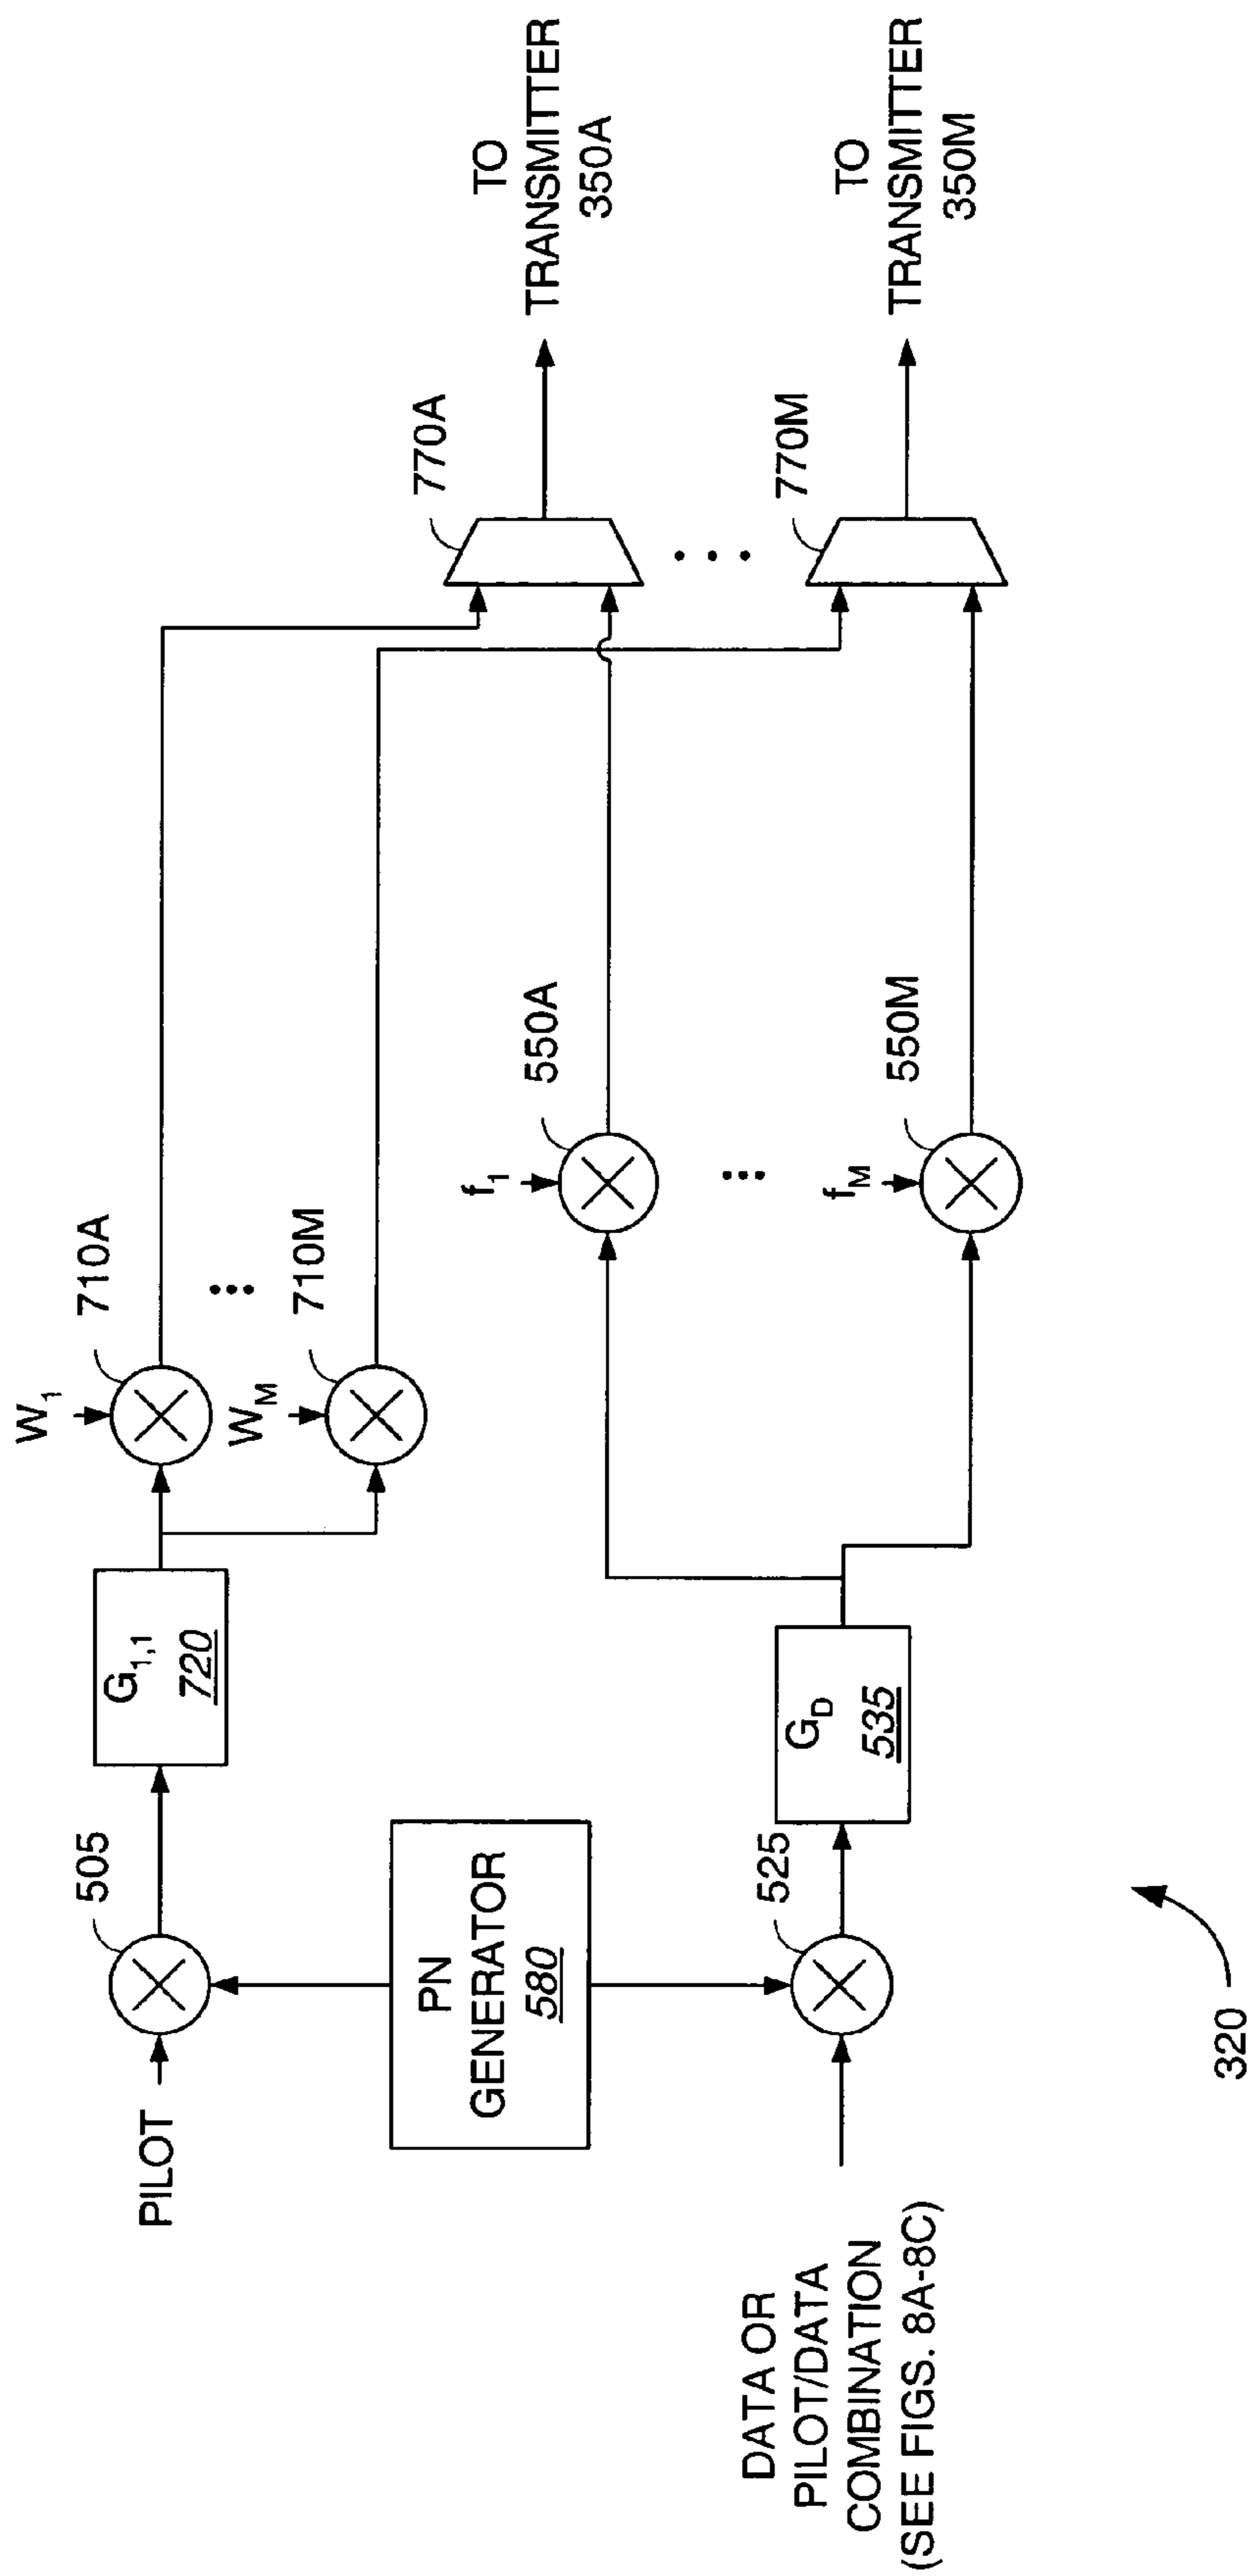 PILOT
505
G1,1
720
W1
710A
WM
710M
PN
GENERATOR
580
DATA OR
PILOT/DATA
COMBINATION
(SEE FIGS. 8A-8C)
525
GD
535
f1
550A
fM
550M
770A
770M
TO
TRANSMITTER
350A
TO
TRANSMITTER
350M
320